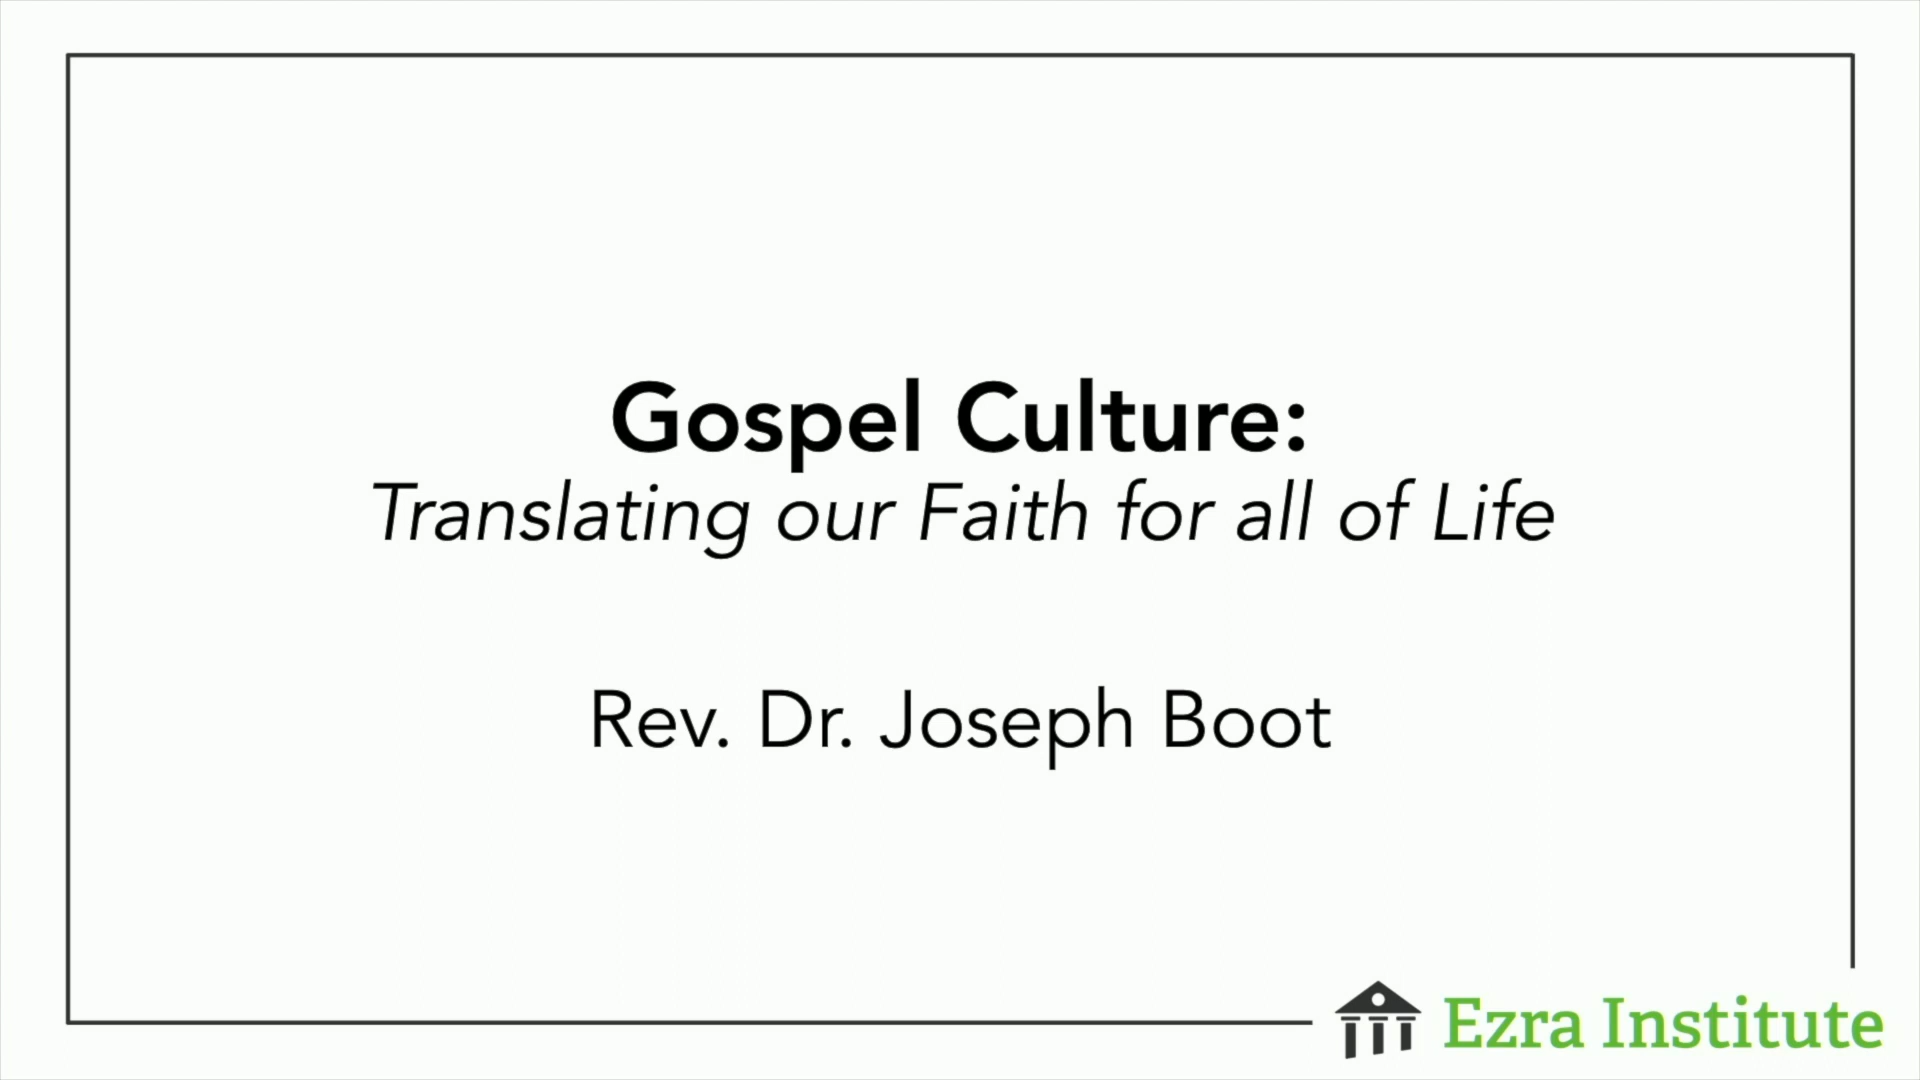 Gospel Culture:
Translating our Faith for all of Life
Rev. Dr. Joseph Boot
Ezra Institute